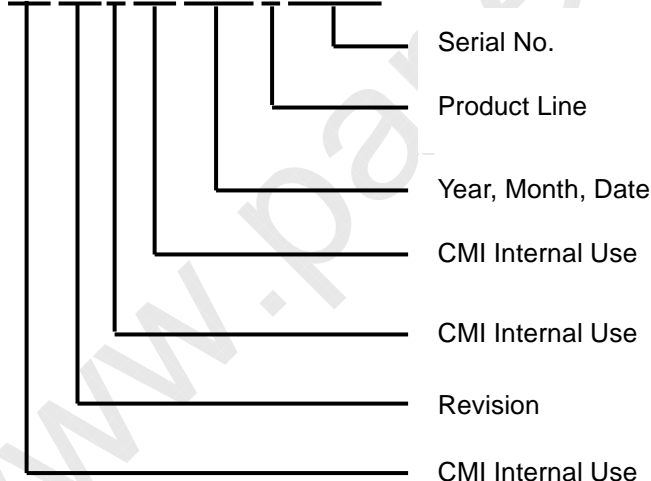 Serial No.
Product Line
Year, Month, Date
CMI Internal Use
CMI Internal Use
Revision
CMI Internal Use